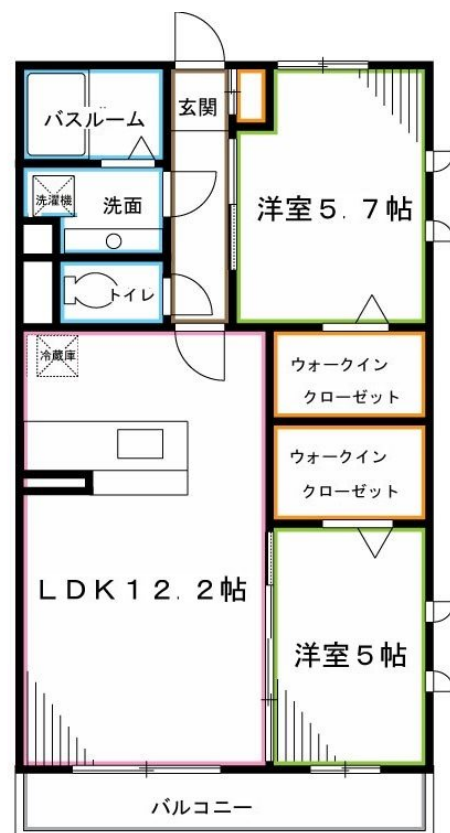 玄関
バスルーム
洗濯機
洗面
洋室5.7帖
トイレ
冷蔵庫
ウォークイン
クローゼット
ウォークイン
クローゼット
LDK12.2帖
洋室5帖
バルコニー